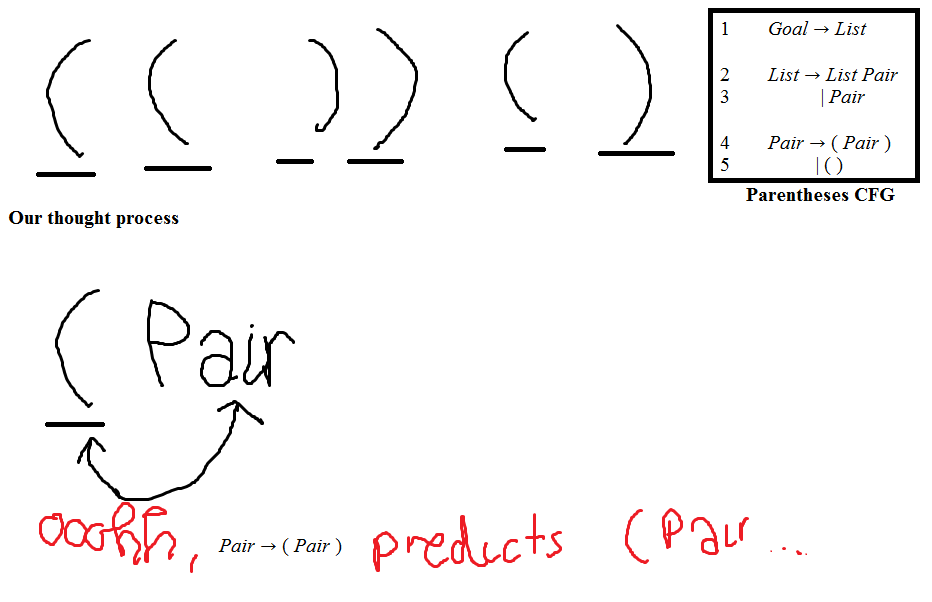 ( ( ) ) ( )
1 Goal → List
2 List → List Pair
3 | Pair
4 Pair → ( Pair )
5 | ( )
Parentheses CFG
Our thought process
( Pair
ooohh, Pair → ( Pair ) preducts ( Pair ...